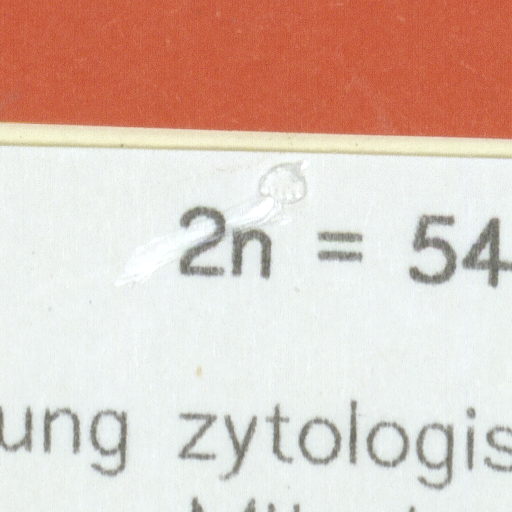 2n = 54
ung zytologis